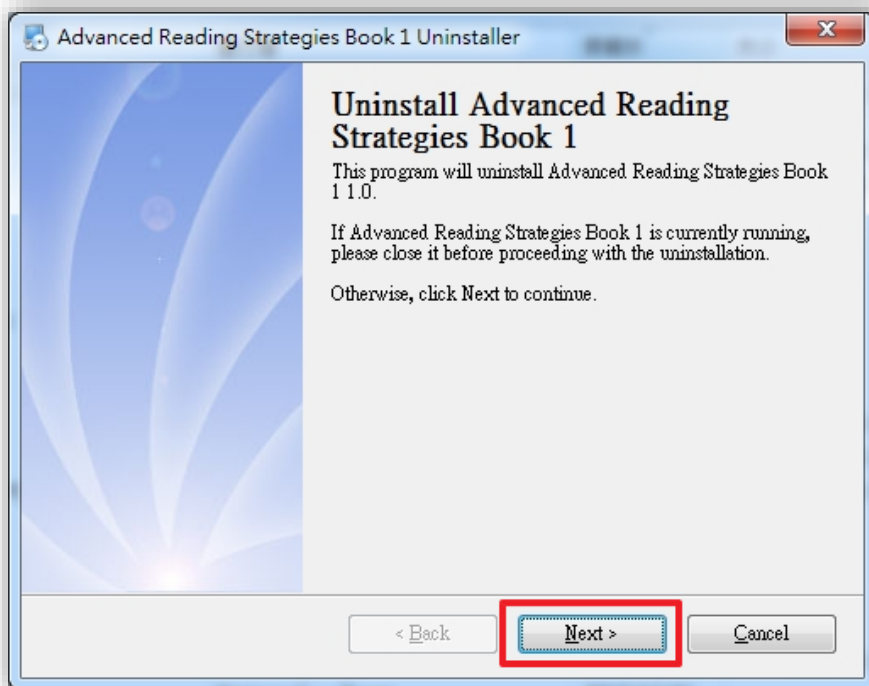 Advanced Reading Strategies Book 1 Uninstaller
Uninstall Advanced Reading
Strategies Book 1
This program will uninstall Advanced Reading Strategies Book
1 1.0.
If Advanced Reading Strategies Book 1 is currently running,
please close it before proceeding with the uninstallation.
Otherwise, click Next to continue.
< Back
Next >
Cancel